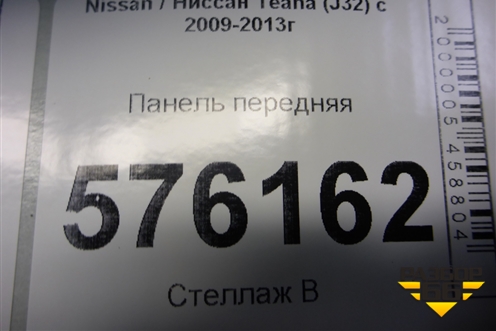 Nissan / Ниссан Teana (J32) с
2009-2013г
Панель передняя
576162
Стеллаж В
2000005458804